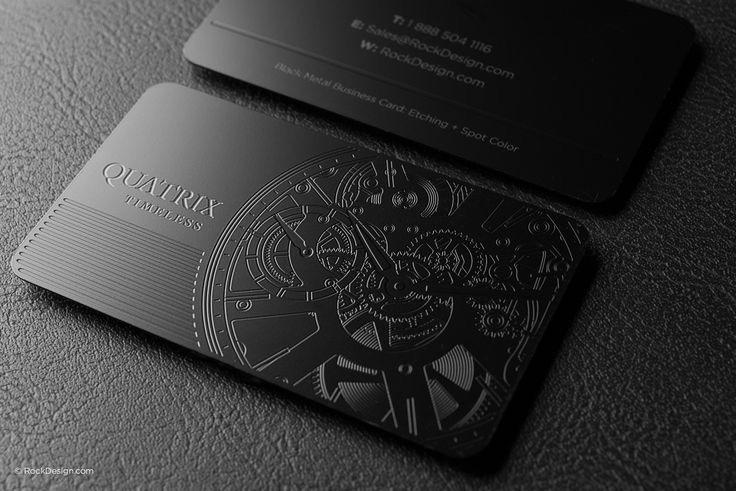 T: 1 888 504 1116
E: Sales@RockDesign.com
W: RockDesign.com
Black Metal Business Card: Etching + Spot Color
QUATRIX
TIMELESS
© RockDesign.com